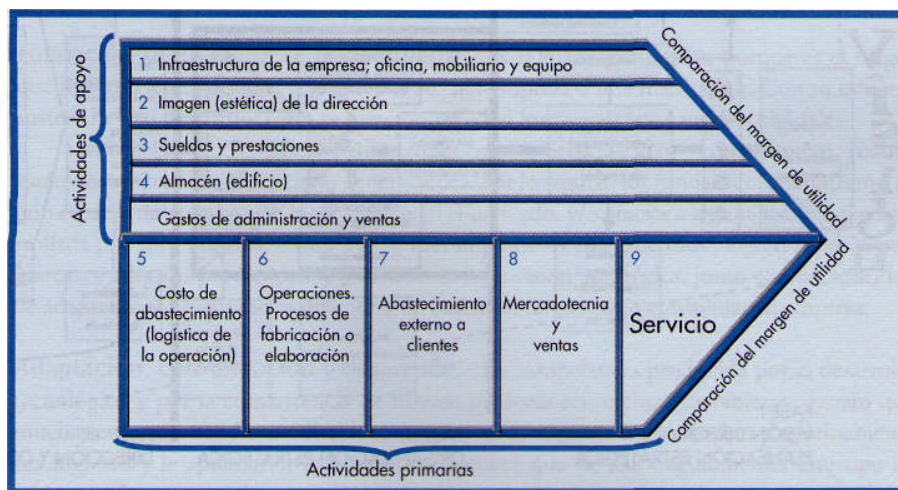 Actividades de apoyo
1 Infraestructura de la empresa; oficina, mobiliario y equipo
2 Imagen (estética) de la dirección
3 Sueldos y prestaciones
4 Almacén (edificio)
Gastos de administración y ventas
Comparación del margen de utilidad
5
Costo de
abastecimiento
(logística de
la operación)
6
Operaciones.
Procesos de
fabricación o
elaboración
7
Abastecimiento
externo a
clientes
8
Mercadotecnia
y
ventas
9
Servicio
Comparación del margen de utilidad
Actividades primarias